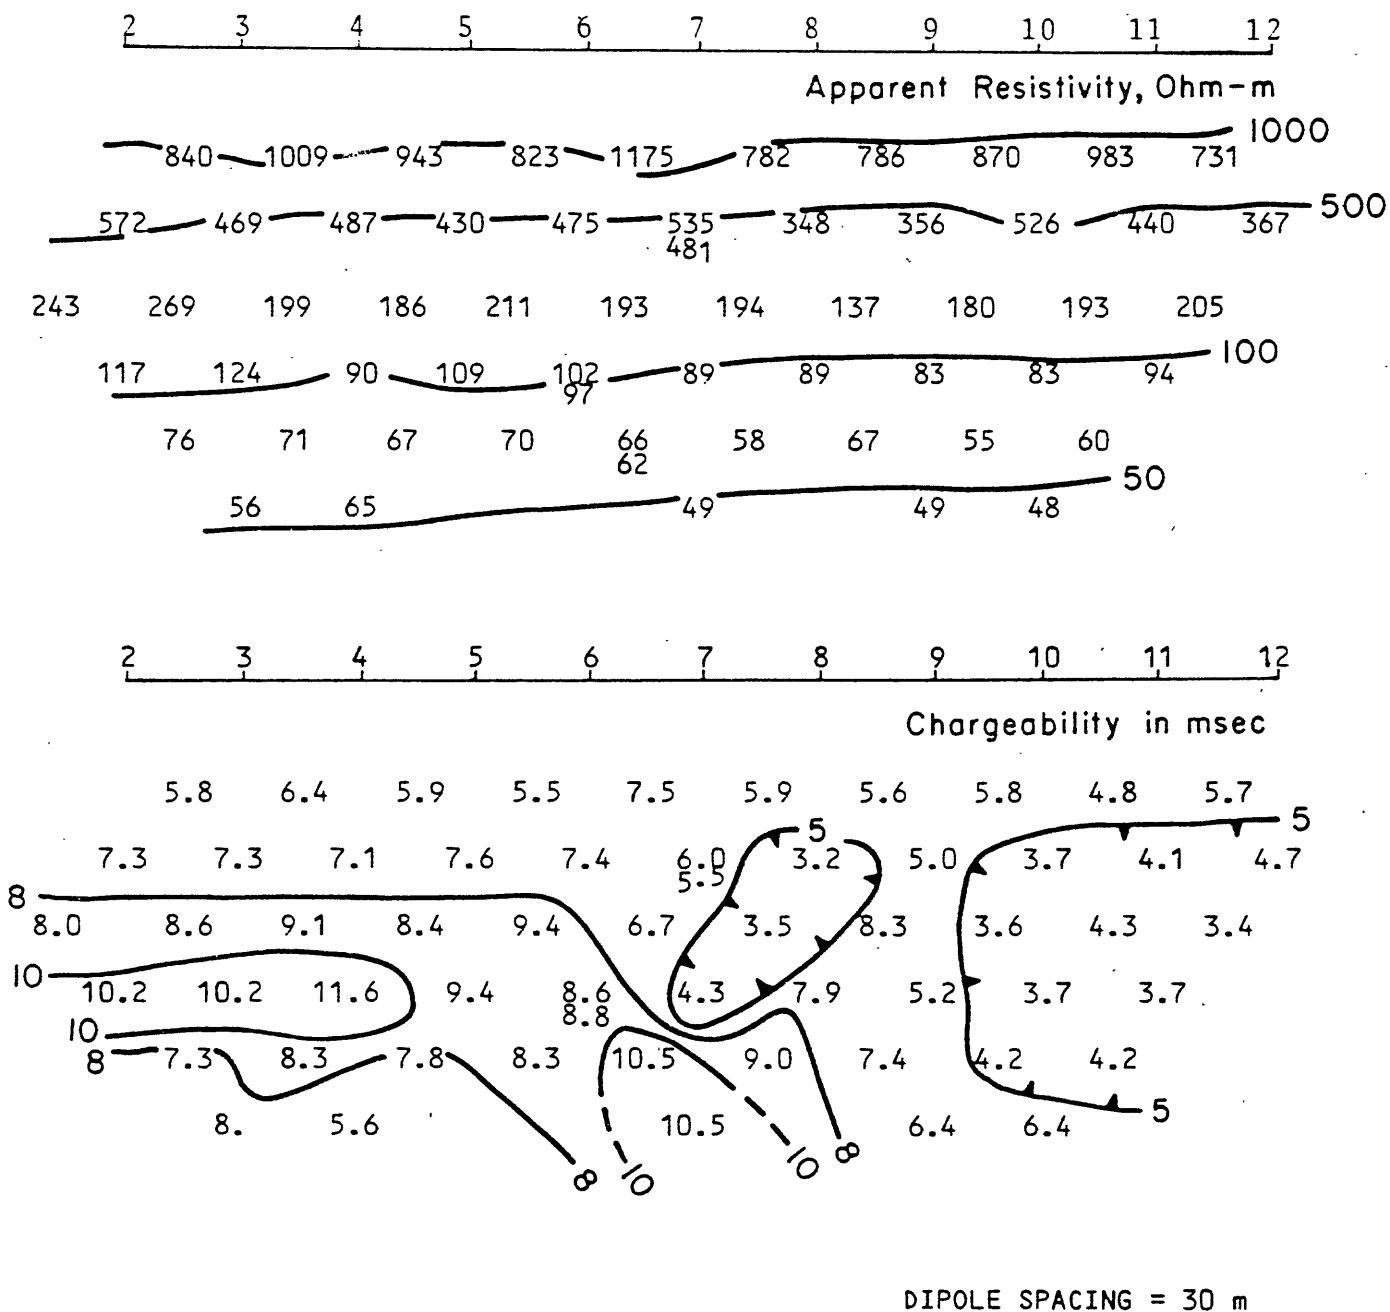 2 3 4 5 6 7 8 9 10 11 12
Apparent Resistivity, Ohm-m
1000
840 1009 943 823 1175 782 786 870 983 731
500
572 469 487 430 475 535 348 356 526 440 367
481
243 269 199 186 211 193 194 137 180 193 205
100
117 124 90 109 102 89 89 83 83 94
97
76 71 67 70 66 58 67 55 60
62
50
56 65 49 49 48
2 3 4 5 6 7 8 9 10 11 12
Chargeability in msec
5.8 6.4 5.9 5.5 7.5 5.9 5.6 5.8 4.8 5.7
5 5
7.3 7.3 7.1 7.6 7.4 6.0 3.2 5.0 3.7 4.1 4.7
5.5
8
8.0 8.6 9.1 8.4 9.4 6.7 3.5 8.3 3.6 4.3 3.4
10
10.2 10.2 11.6 9.4 8.6 4.3 7.9 5.2 3.7 3.7
8.8
10
8 7.3 8.3 7.8 8.3 10.5 9.0 7.4 4.2 4.2
5
8. 5.6 10.5 6.4 6.4
8 10 10 8
DIPOLE SPACING = 30 m